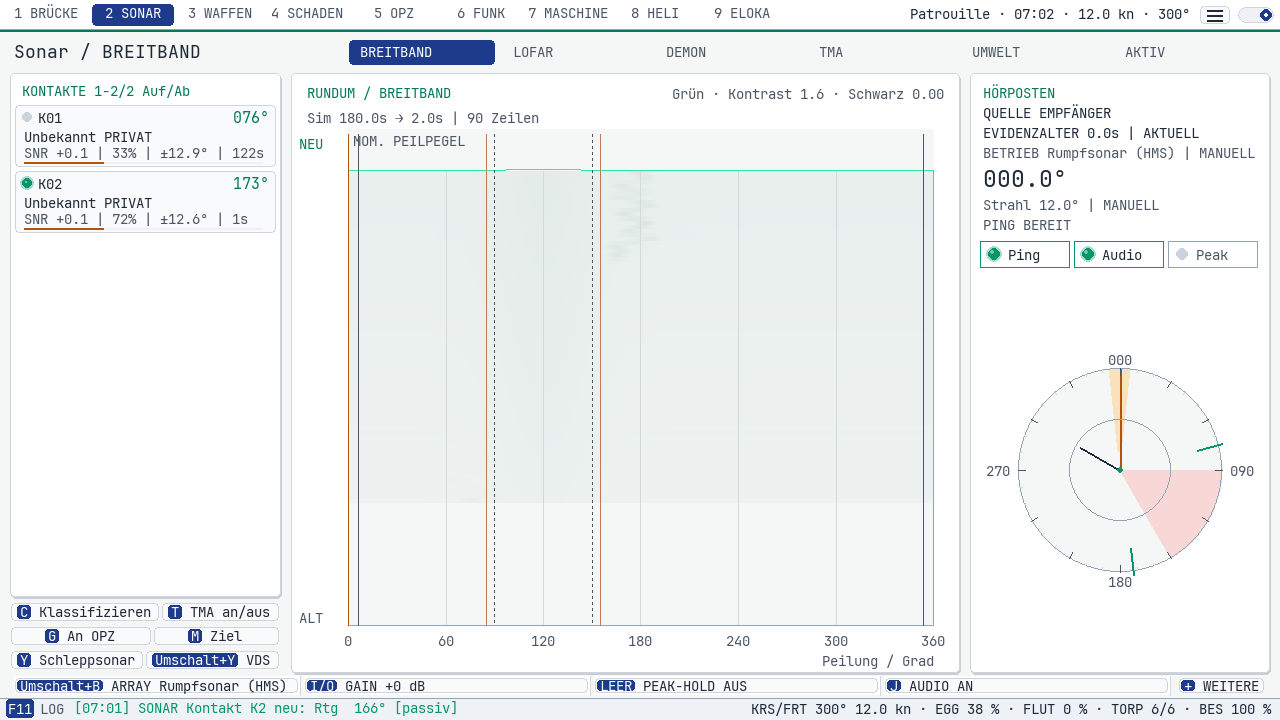 1 BRÜCKE 2 SONAR 3 WAFFEN 4 SCHADEN 5 OPZ 6 FUNK 7 MASCHINE 8 HELI 9 ELOKA Patrouille · 07:02 · 12.0 kn · 300°
Sonar / BREITBAND BREITBAND LOFAR DEMON TMA UMWELT AKTIV
KONTAKTE 1-2/2 Auf/Ab
K01 076°
Unbekannt PRIVAT
SNR +0.1 | 33% | ±12.9° | 122s
K02 173°
Unbekannt PRIVAT
SNR +0.1 | 72% | ±12.6° | 1s
C Klassifizieren T TMA an/aus
G An OPZ M Ziel
Y Schleppsonar Umschalt+Y VDS
RUNDUM / BREITBAND Grün · Kontrast 1.6 · Schwarz 0.00
Sim 180.0s → 2.0s | 90 Zeilen
NEU NOM. PEILPEGEL
ALT
0 60 120 180 240 300 360
Peilung / Grad
HÖRPOSTEN
QUELLE EMPFÄNGER
EVIDENZALTER 0.0s | AKTUELL
BETRIEB Rumpfsonar (HMS) | MANUELL
000.0°
Strahl 12.0° | MANUELL
PING BEREIT
Ping Audio Peak
000
270 090
180
Umschalt+B ARRAY Rumpfsonar (HMS) I/O GAIN +0 dB LEER PEAK-HOLD AUS J AUDIO AN + WEITERE
F11 LOG [07:01] SONAR Kontakt K2 neu: Rtg 166° [passiv] KRS/FRT 300° 12.0 kn · EGG 38 % · FLUT 0 % · TORP 6/6 · BES 100 %